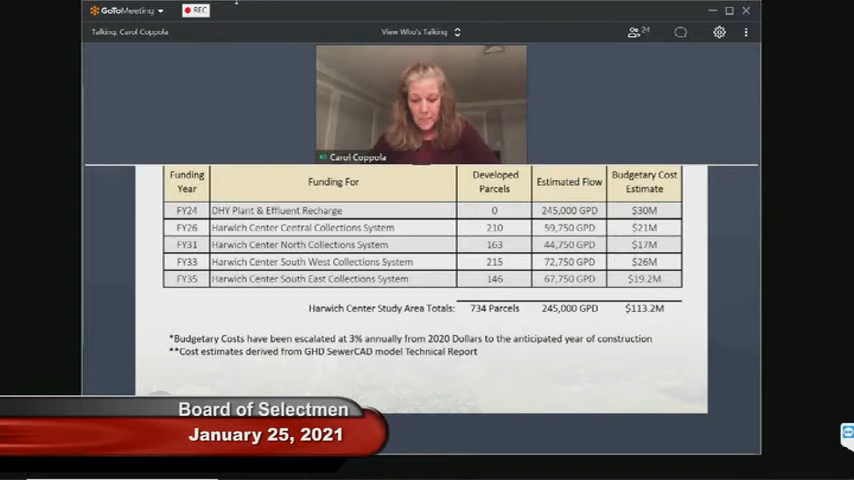 GoToMeeting
REC
Talking: Carol Coppola
View Who's Talking
24
Carol Coppola
Funding Year Funding For Developed Parcels Estimated Flow Budgetary Cost Estimate
FY24 DHY Plant & Effluent Recharge 0 245,000 GPD $30M
FY26 Harwich Center Central Collections System 210 59,750 GPD $21M
FY31 Harwich Center North Collections System 163 44,750 GPD $17M
FY33 Harwich Center South West Collections System 215 72,750 GPD $26M
FY35 Harwich Center South East Collections System 146 67,750 GPD $19.2M
Harwich Center Study Area Totals: 734 Parcels 245,000 GPD $113.2M
*Budgetary Costs have been escalated at 3% annually from 2020 Dollars to the anticipated year of construction
**Cost estimates derived from GHD SewerCAD model Technical Report
Board of Selectmen
January 25, 2021